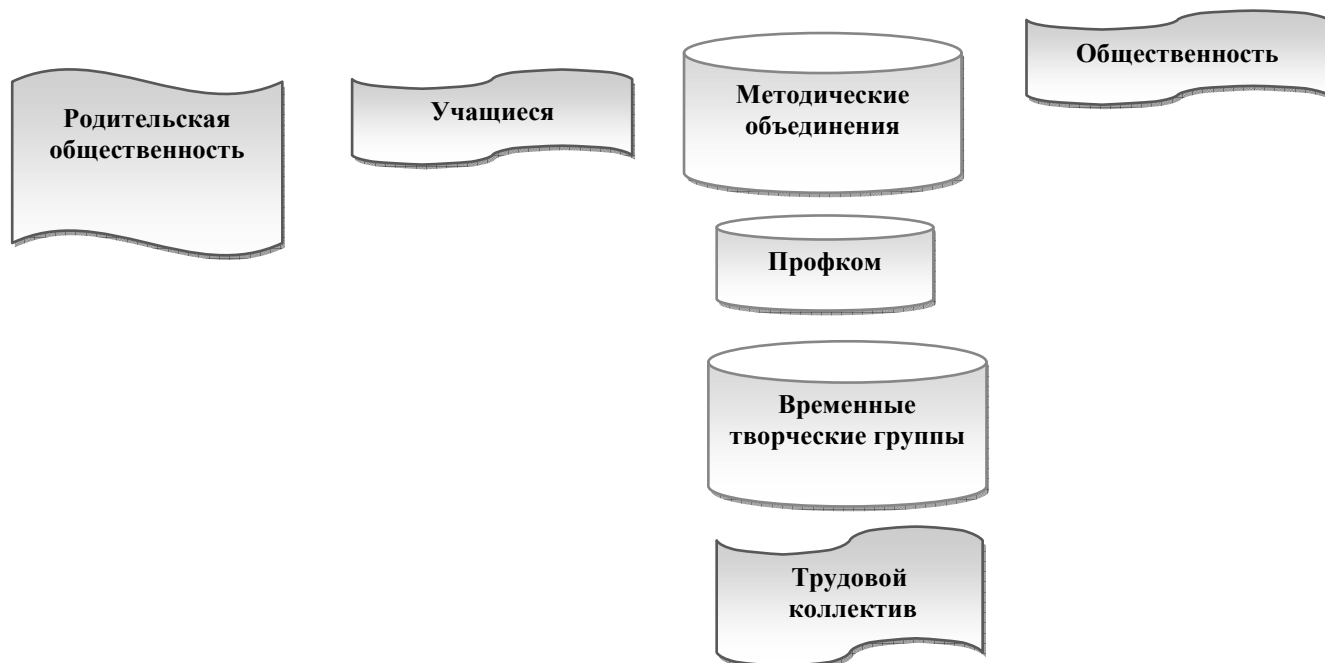 Родительская
общественность
Учащиеся
Методические
объединения
Общественность
Профком
Временные
творческие группы
Трудовой
коллектив